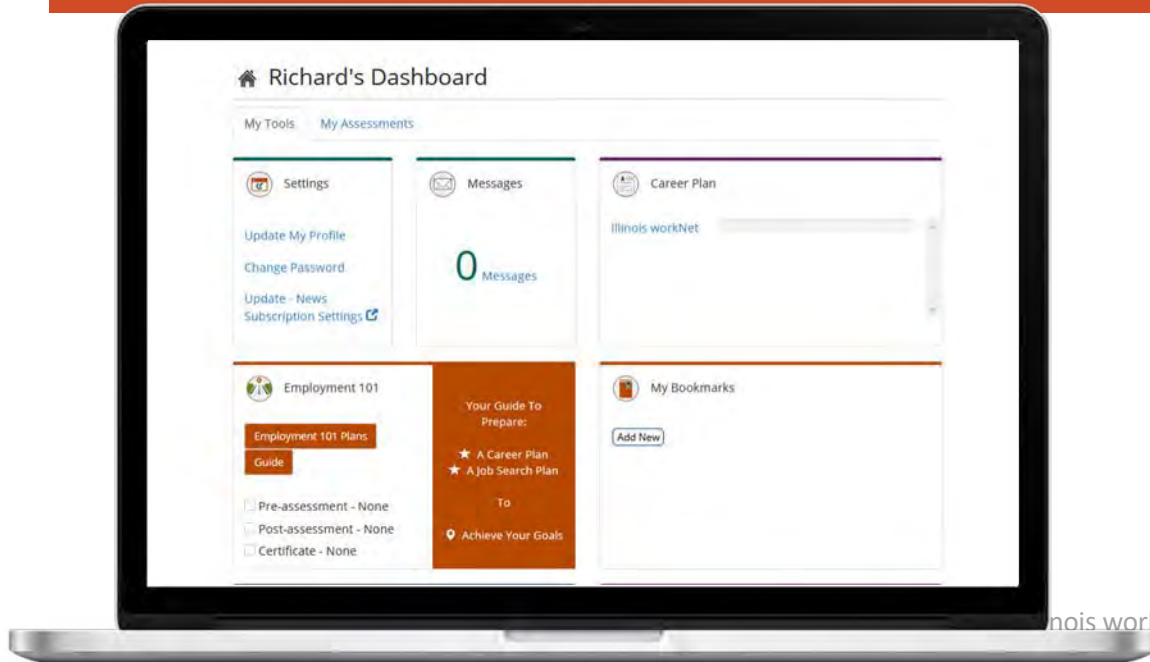 Richard's Dashboard
My Tools
My Assessments
Settings
Update My Profile
Change Password
Update - News
Subscription Settings
Messages
0 Messages
Career Plan
Illinois workNet
Employment 101
Employment 101 Plans
Guide
Pre-assessment - None
Post-assessment - None
Certificate - None
Your Guide To
Prepare:
A Career Plan
A Job Search Plan
To
Achieve Your Goals
My Bookmarks
Add New